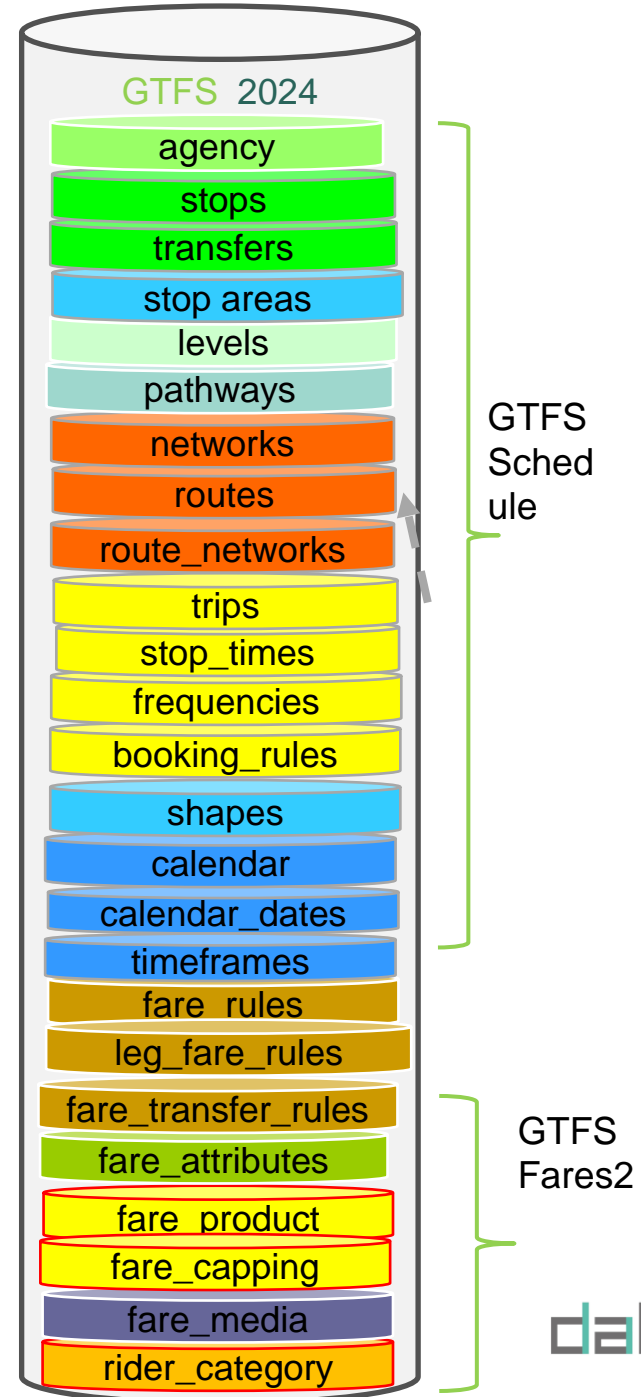 GTFS 2024
agency
stops
transfers
stop areas
levels
pathways
networks
routes
route_networks
trips
stop_times
frequencies
booking_rules
shapes
calendar
calendar_dates
timeframes
fare_rules
leg_fare_rules
fare_transfer_rules
fare_attributes
fare_product
fare_capping
fare_media
rider_category
GTFS
Sched
ule
GTFS
Fares2